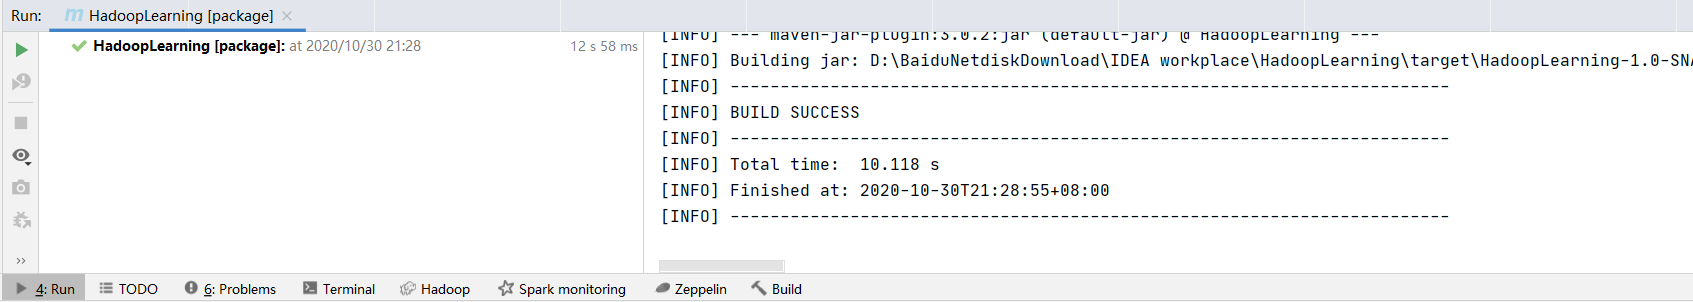 Run: HadoopLearning [package]
HadoopLearning [package]: at 2020/10/30 21:28 12 s 58 ms
[INFO] --- maven-jar-plugin:3.0.2:jar (default-jar) @ HadoopLearning ---
[INFO] Building jar: D:\BaiduNetdiskDownload\IDEA workplace\HadoopLearning\target\HadoopLearning-1.0-SNA
[INFO] ------------------------------------------------------------------------
[INFO] BUILD SUCCESS
[INFO] ------------------------------------------------------------------------
[INFO] Total time:  10.118 s
[INFO] Finished at: 2020-10-30T21:28:55+08:00
[INFO] ------------------------------------------------------------------------
4: Run TODO 6: Problems Terminal Hadoop Spark monitoring Zeppelin Build